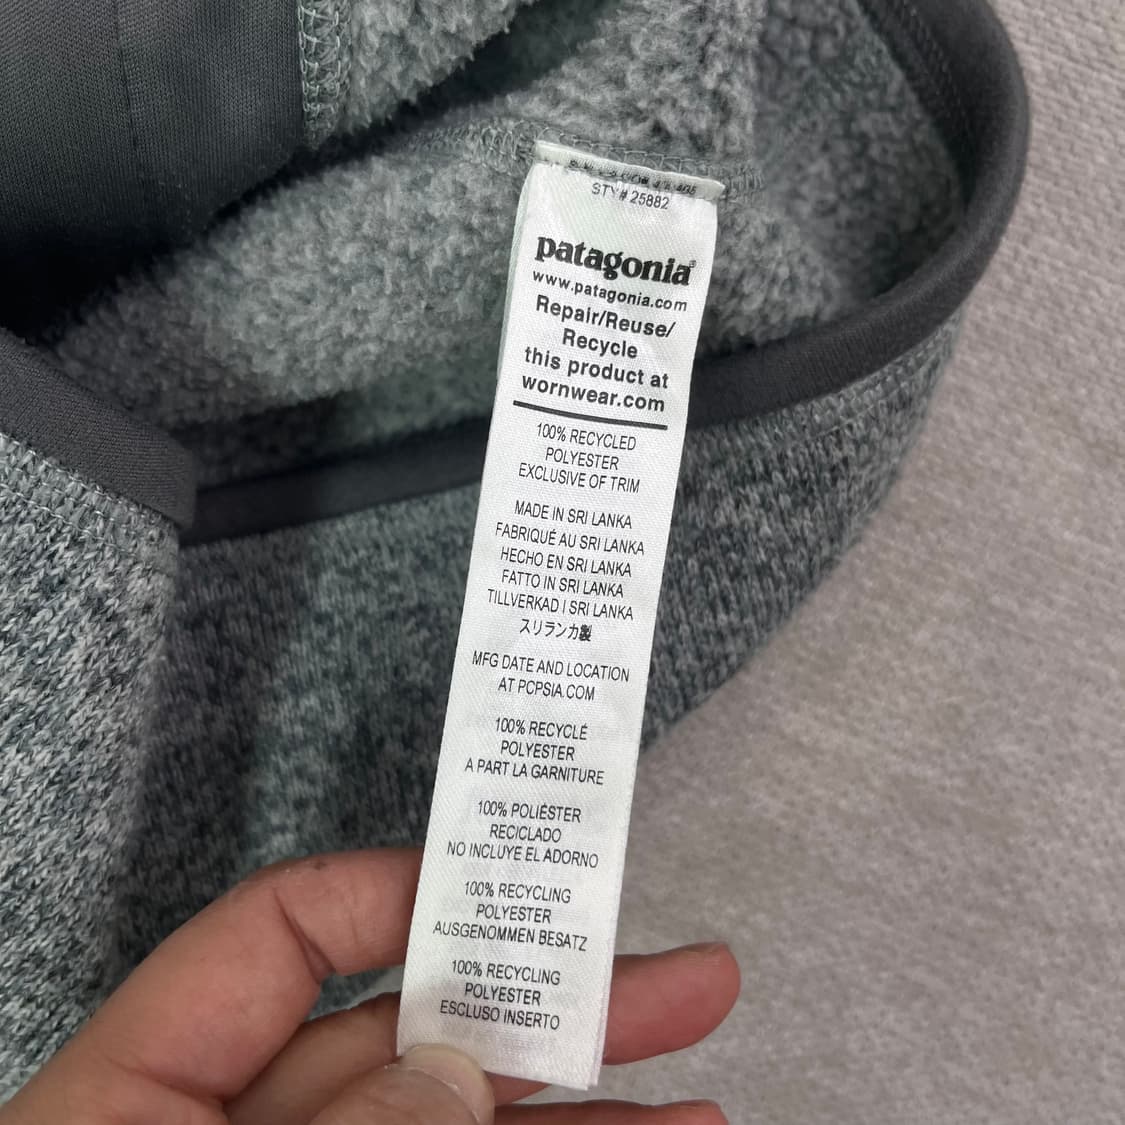 STY# 25882
patagonia®
www.patagonia.com
Repair/Reuse/
Recycle
this product at
wornwear.com
100% RECYCLED
POLYESTER
EXCLUSIVE OF TRIM
MADE IN SRI LANKA
FABRIQUÉ AU SRI LANKA
HECHO EN SRI LANKA
FATTO IN SRI LANKA
TILLVERKAD I SRI LANKA
スリランカ製
MFG DATE AND LOCATION
AT PCPSIA.COM
100% RECYCLÉ
POLYESTER
A PART LA GARNITURE
100% POLIÉSTER
RECICLADO
NO INCLUYE EL ADORNO
100% RECYCLING
POLYESTER
AUSGENOMMEN BESATZ
100% RECYCLING
POLYESTER
ESCLUSO INSERTO